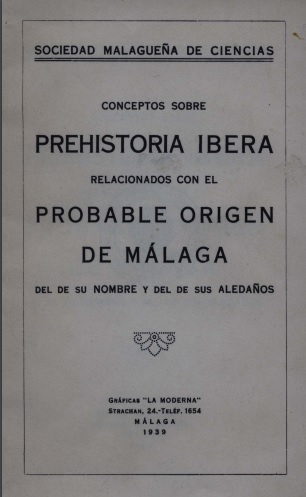 SOCIEDAD MALAGUEÑA DE CIENCIAS
CONCEPTOS SOBRE
PREHISTORIA IBERA
RELACIONADOS CON EL
PROBABLE ORIGEN
DE MÁLAGA
DEL DE SU NOMBRE Y DEL DE SUS ALEDAÑOS
GRÁFICAS "LA MODERNA"
STRACHAN, 24.-TELÉF. 1654
MÁLAGA
1939